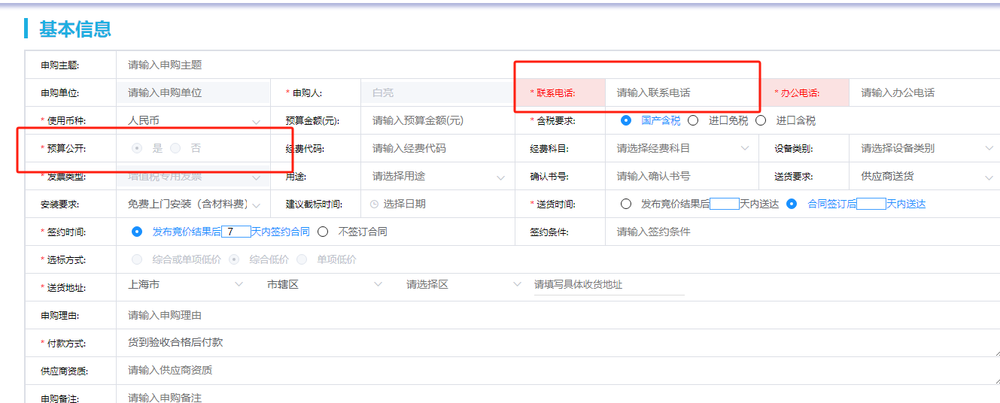 基本信息
申购主题: 请输入申购主题
申购单位: 请输入申购单位 * 申购人: 白亮 * 联系电话: 请输入联系电话 * 办公电话: 请输入办公电话
* 使用币种: 人民币 预算金额(元): 请输入预算金额(元) * 含税要求: 国产含税 进口免税 进口含税
* 预算公开: 是 否 经费代码: 请输入经费代码 经费科目: 请选择经费科目 设备类别: 请选择设备类别
* 发票类型: 增值税专用发票 用途: 请选择用途 确认书号: 请输入确认书号 送货要求: 供应商送货
安装要求: 免费上门安装（含材料费） 建议截标时间: 选择日期 * 送货时间: 发布竞价结果后 天内送达 合同签订后 天内送达
* 签约时间: 发布竞价结果后 7 天内签约合同 不签订合同 签约条件: 请输入签约条件
* 选标方式: 综合或单项低价 综合低价 单项低价
* 送货地址: 上海市 市辖区 请选择区 请填写具体收货地址
申购理由: 请输入申购理由
* 付款方式: 货到验收合格后付款
供应商资质: 请输入供应商资质
申购备注: 请输入申购备注